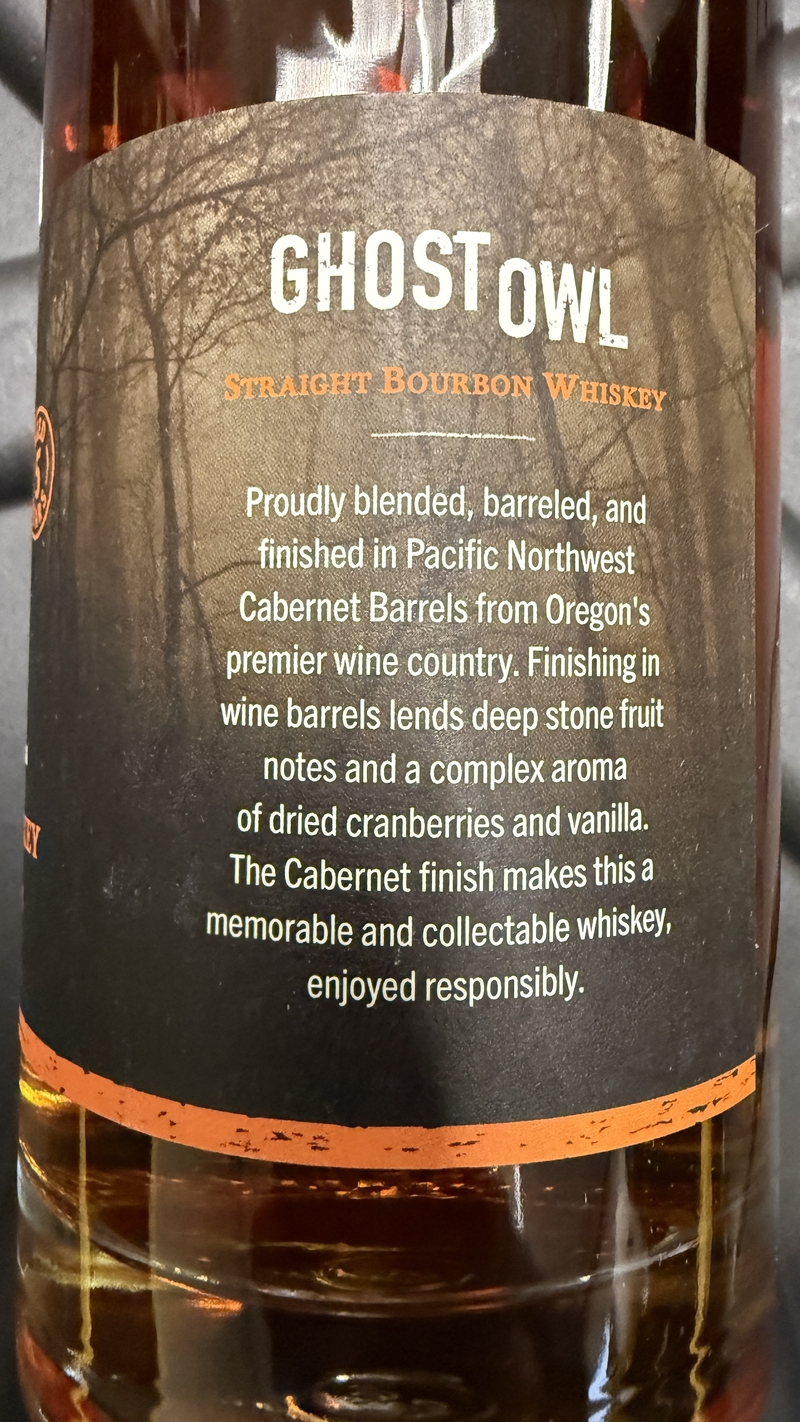 GHOST OWL
STRAIGHT BOURBON WHISKEY
Proudly blended, barreled, and
finished in Pacific Northwest
Cabernet Barrels from Oregon's
premier wine country. Finishing in
wine barrels lends deep stone fruit
notes and a complex aroma
of dried cranberries and vanilla.
The Cabernet finish makes this a
memorable and collectable whiskey,
enjoyed responsibly.